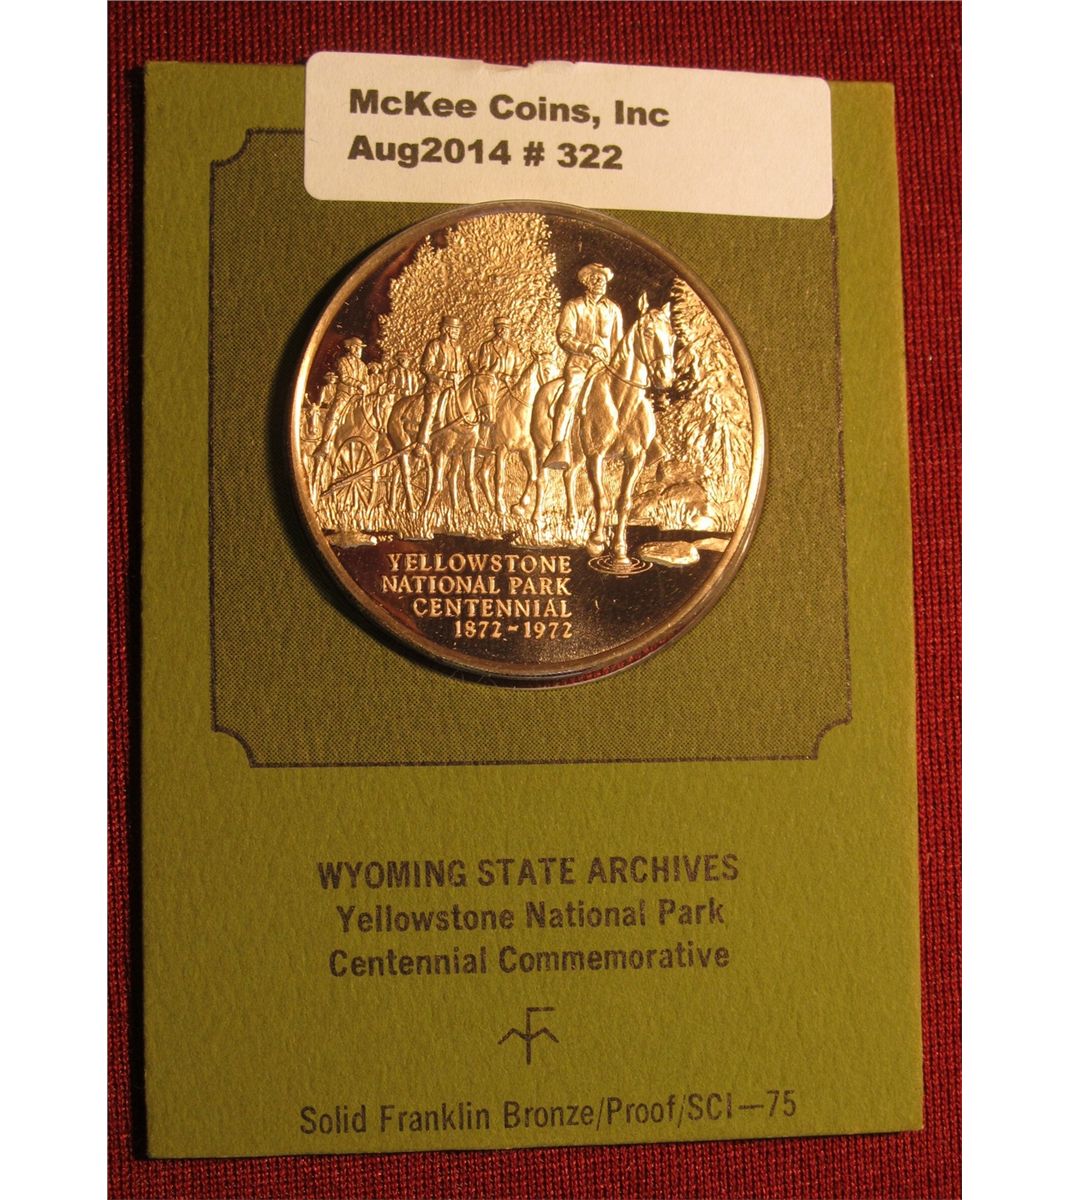 McKee Coins, Inc
Aug2014 # 322
WS
YELLOWSTONE
NATIONAL PARK
CENTENNIAL
1872-1972
WYOMING STATE ARCHIVES
Yellowstone National Park
Centennial Commemorative
Solid Franklin Bronze/Proof/SCI—75